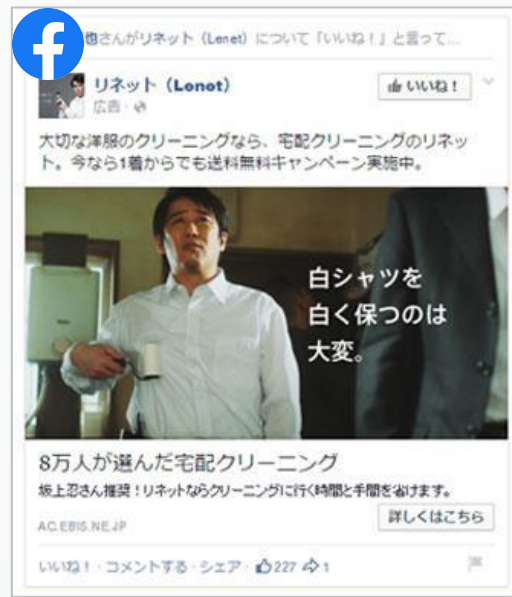 也さんがリネット（Lenet）について「いいね！」と言って...
リネット（Lenet）
いいね！
広告
大切な洋服のクリーニングなら、宅配クリーニングのリネッ
ト。今なら1着からでも送料無料キャンペーン実施中。
白シャツを
白く保つのは
大変。
8万人が選んだ宅配クリーニング
坂上忍さん推奨！リネットならクリーニングに行く時間と手間を省けます。
AC.EBIS.NE.JP
詳しくはこちら
いいね！ · コメントする · シェア · 227 1